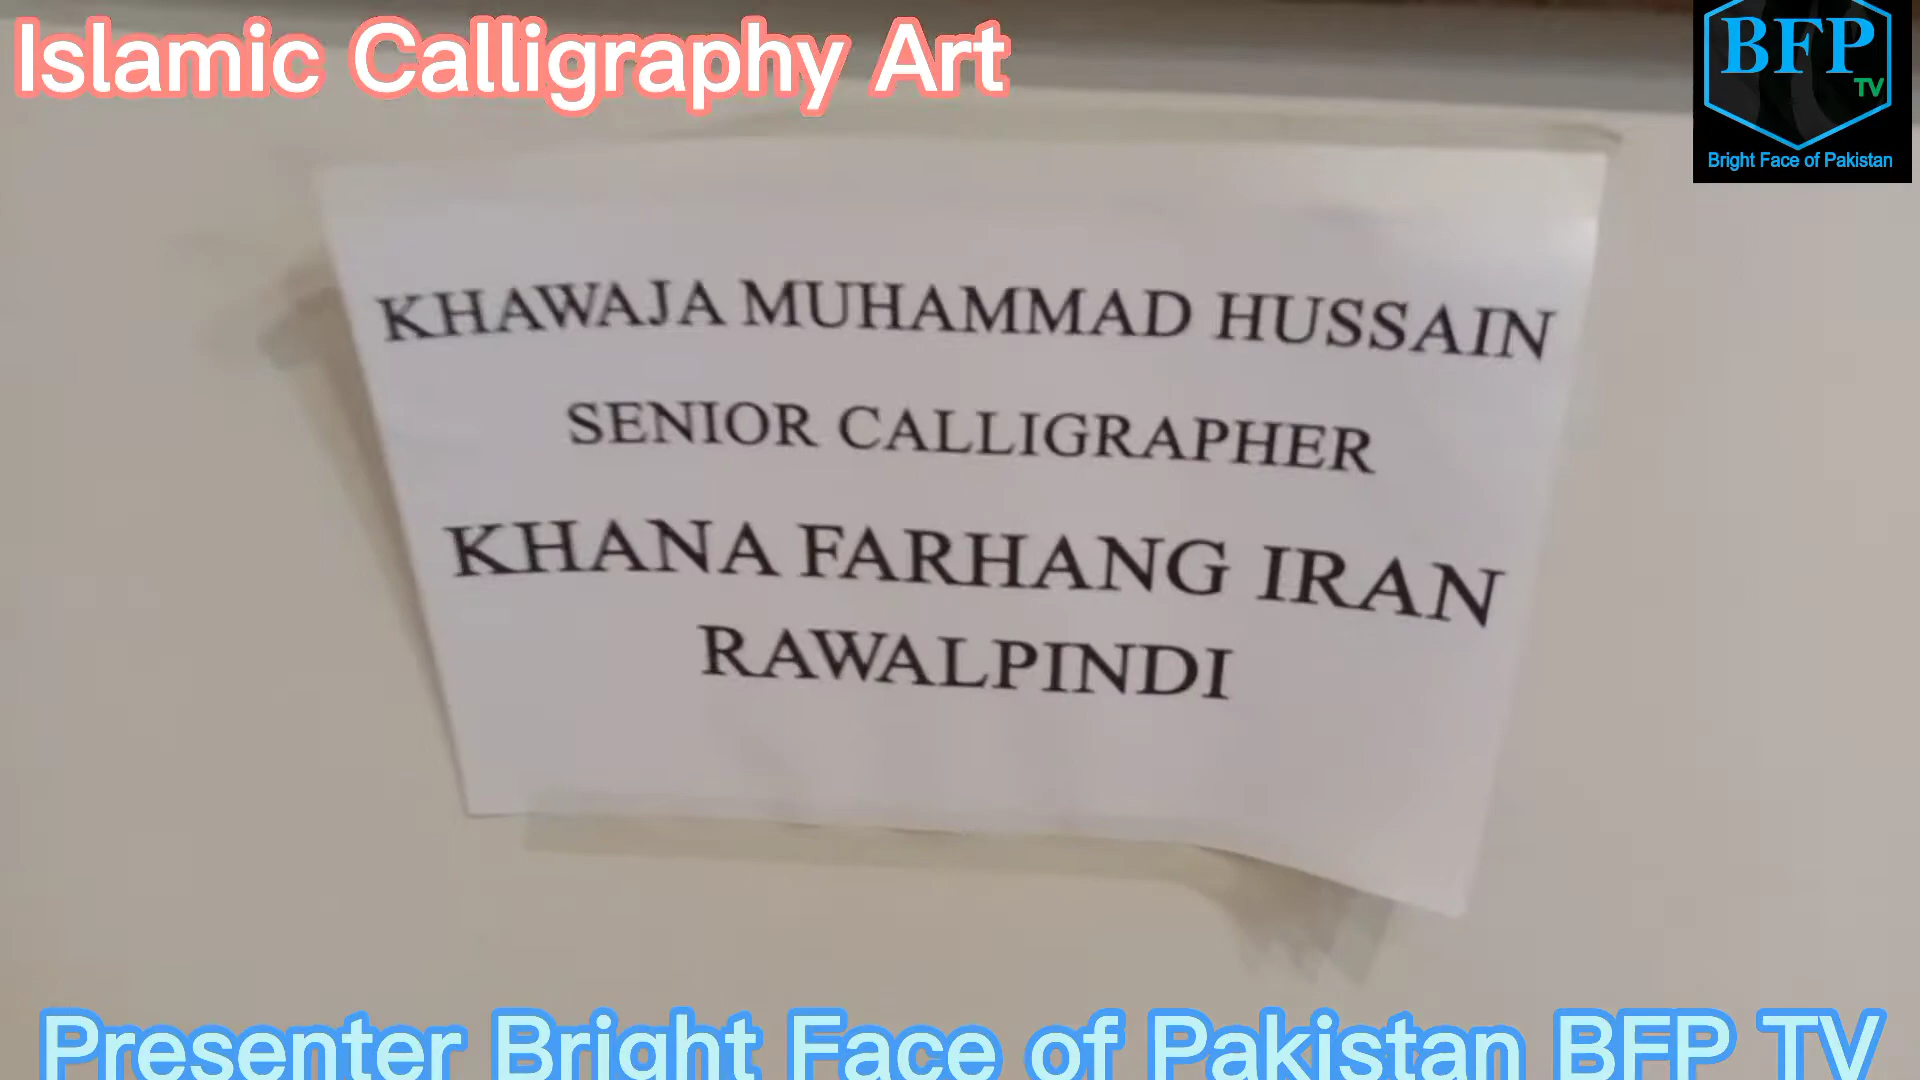 Islamic Calligraphy Art
BFP
TV
Bright Face of Pakistan
KHAWAJA MUHAMMAD HUSSAIN
SENIOR CALLIGRAPHER
KHANA FARHANG IRAN
RAWALPINDI
Presenter Bright Face of Pakistan BFP TV